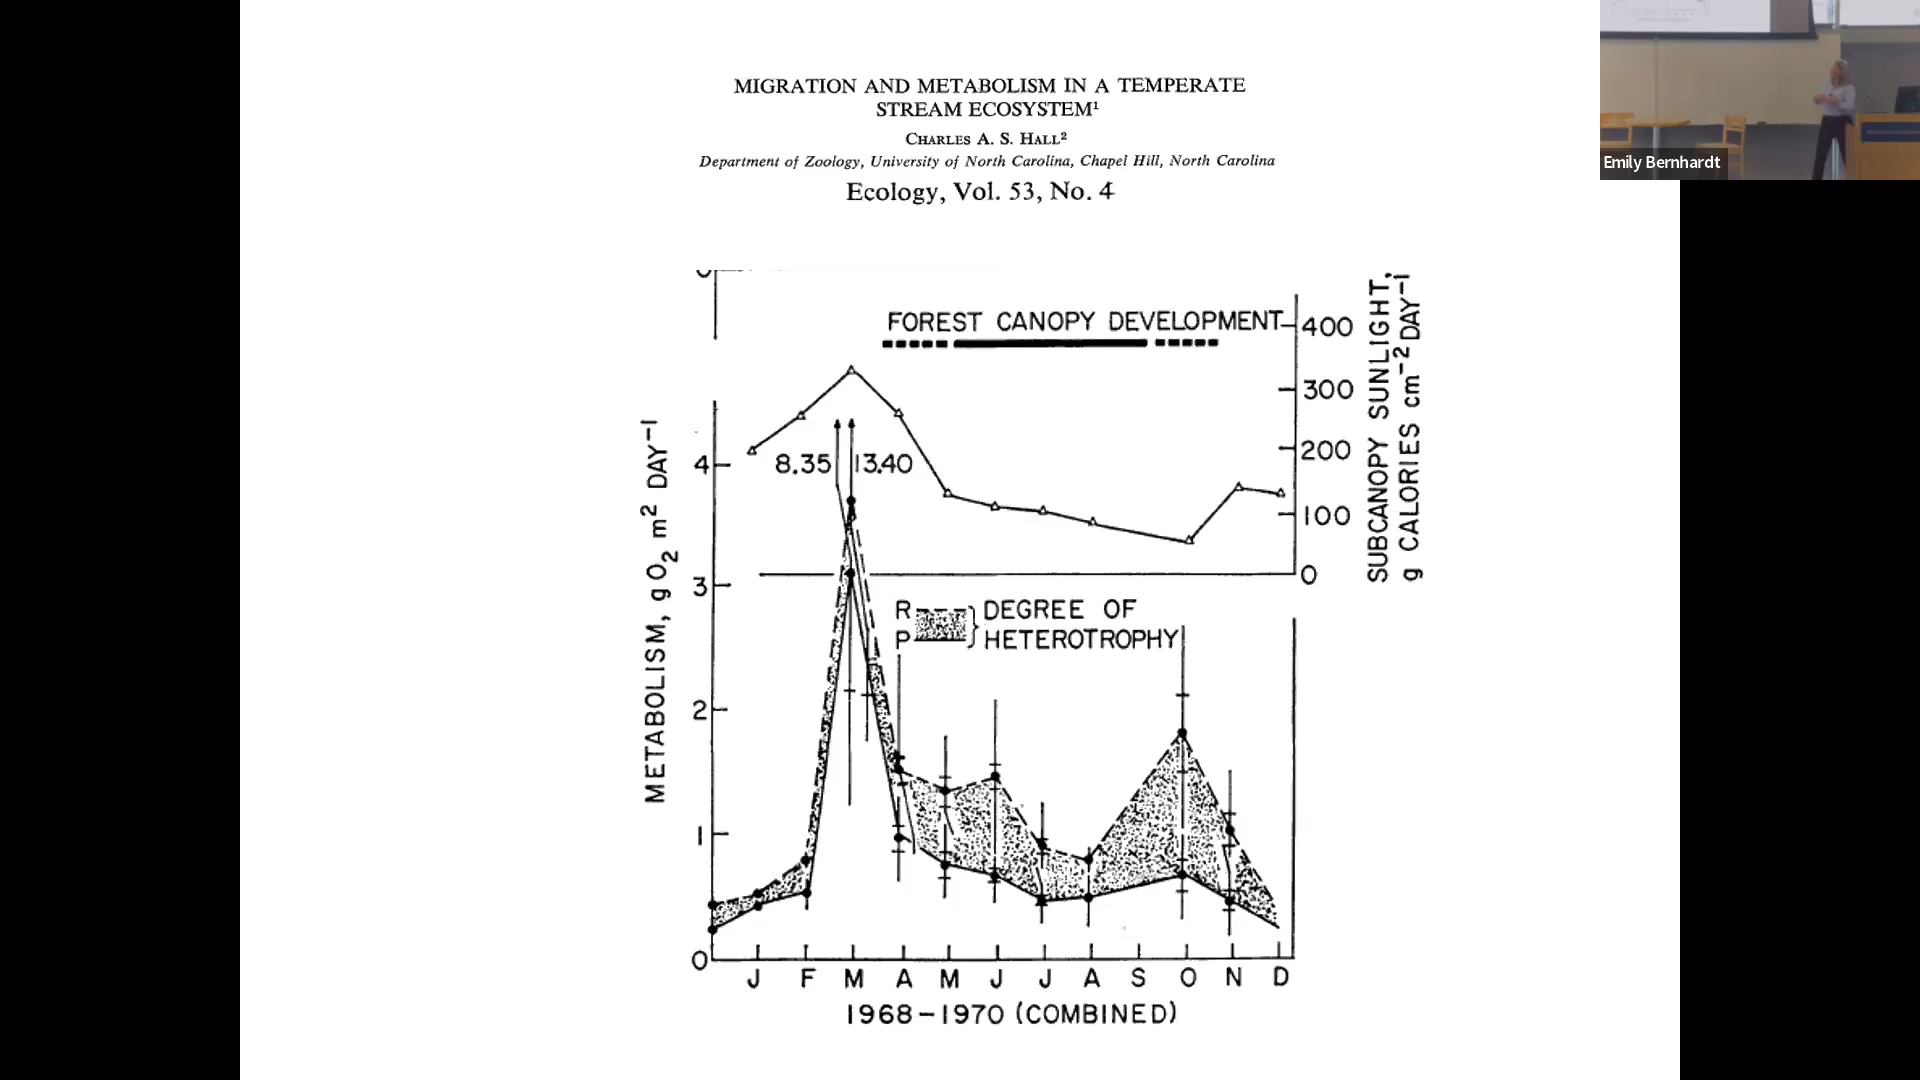 MIGRATION AND METABOLISM IN A TEMPERATE
STREAM ECOSYSTEM¹
CHARLES A. S. HALL²
Department of Zoology, University of North Carolina, Chapel Hill, North Carolina
Ecology, Vol. 53, No. 4
Emily Bernhardt
FOREST CANOPY DEVELOPMENT
400
300
200
100
0
SUBCANOPY SUNLIGHT,
g CALORIES cm⁻² DAY⁻¹
8.35
13.40
METABOLISM, g O₂ m² DAY⁻¹
4
3
2
1
0
R
P
DEGREE OF
HETEROTROPHY
J F M A M J J A S O N D
1968-1970 (COMBINED)